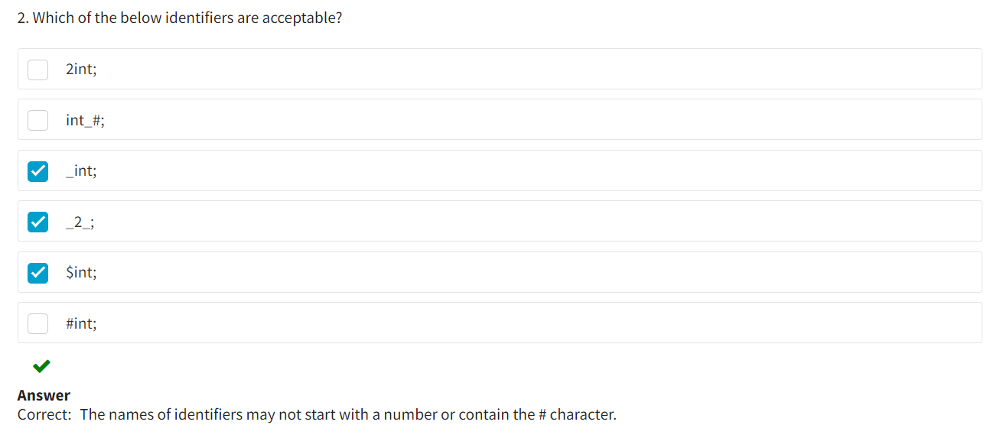 2. Which of the below identifiers are acceptable?
2int;
int_#;
_int;
_2_;
$int;
#int;
Answer
Correct:  The names of identifiers may not start with a number or contain the # character.